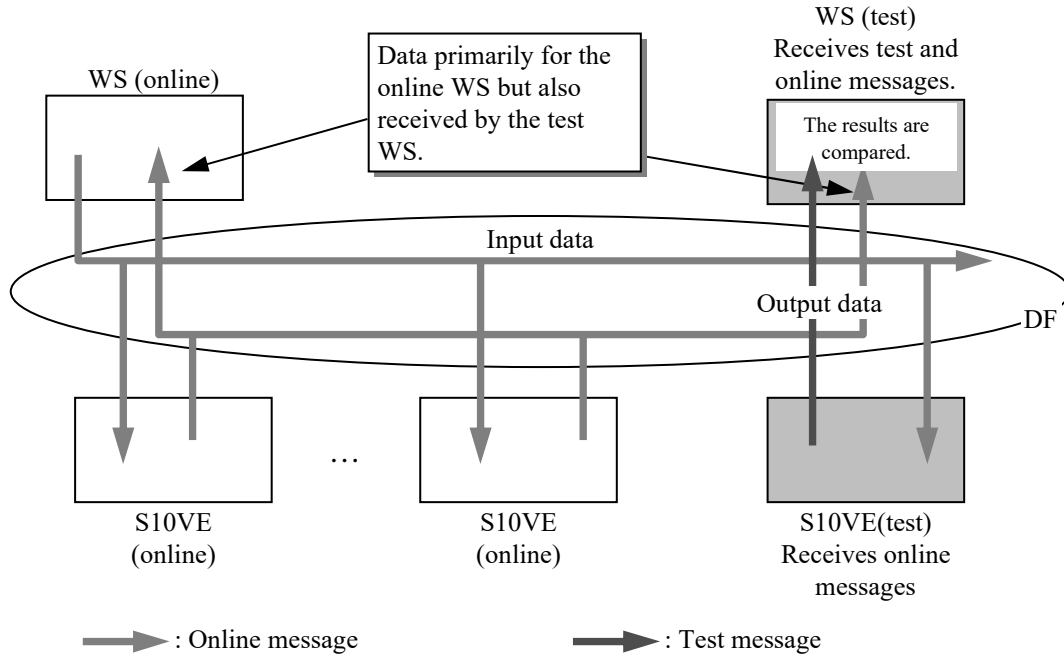 WS (online)
Data primarily for the
online WS but also
received by the test
WS.
WS (test)
Receives test and
online messages.
The results are
compared.
Input data
Output data
DF
…
S10VE
(online)
S10VE
(online)
S10VE(test)
Receives online
messages
: Online message
: Test message